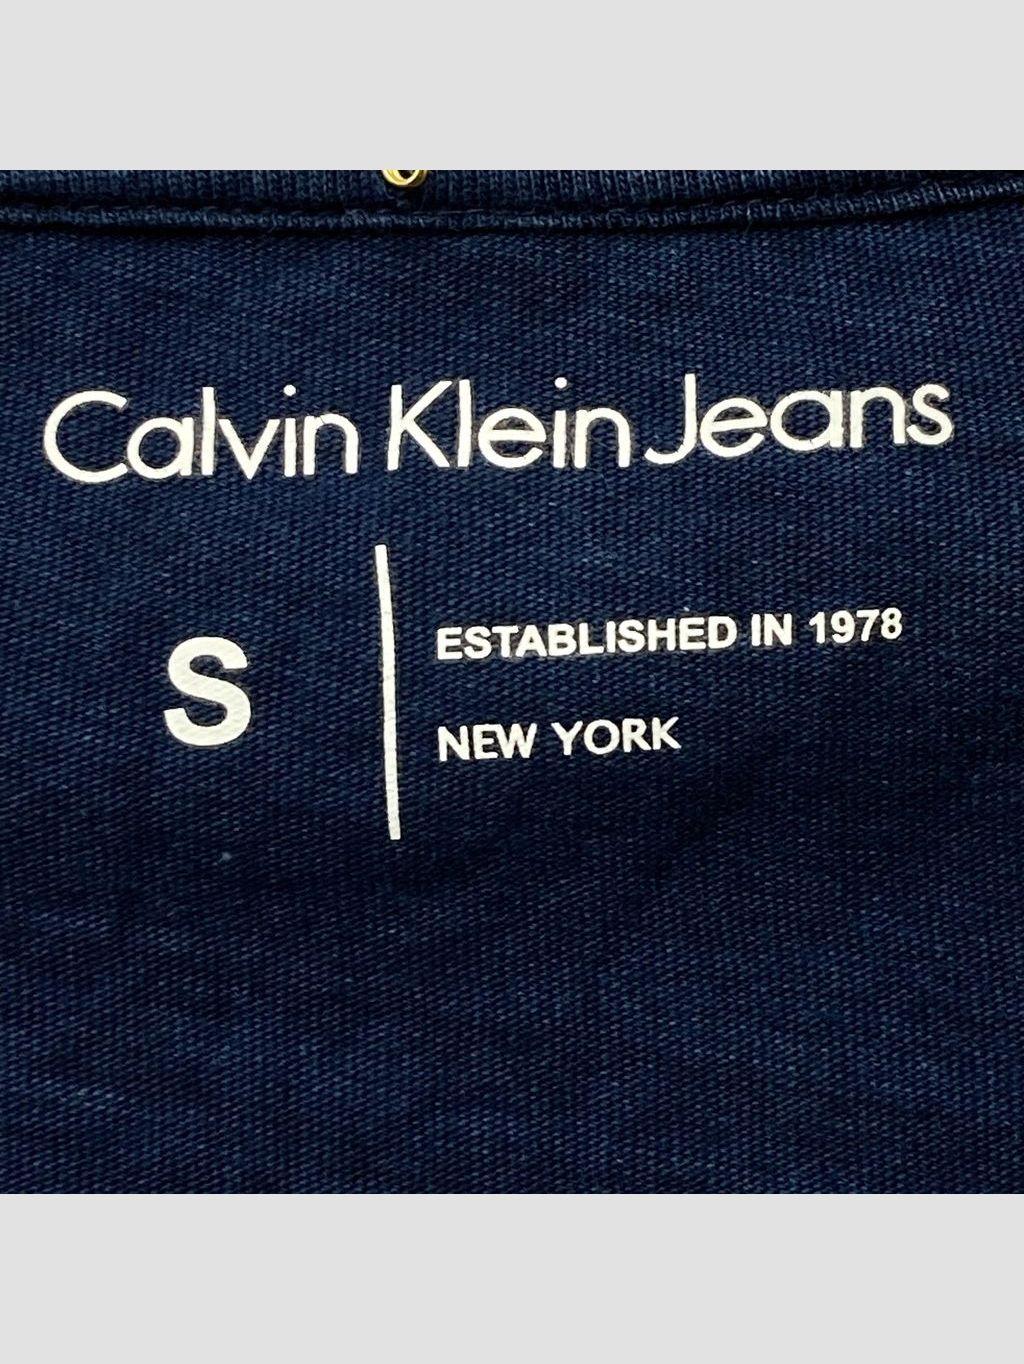 Calvin Klein Jeans
S
ESTABLISHED IN 1978
NEW YORK